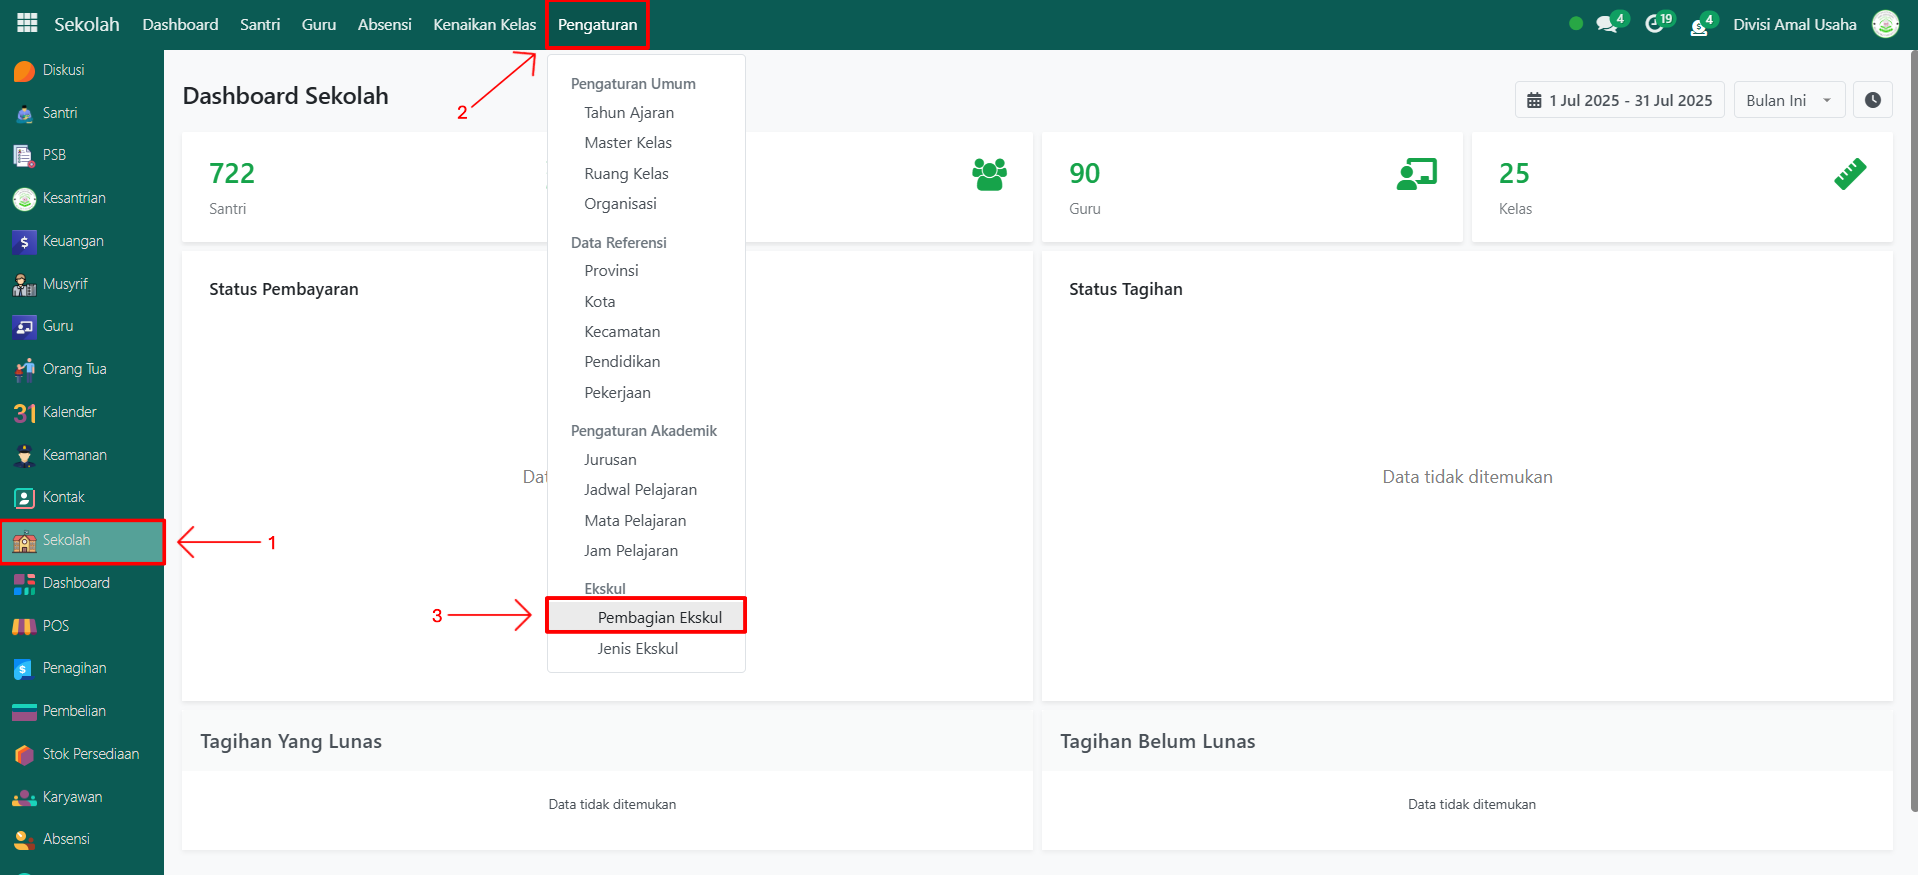 Sekolah Dashboard Santri Guru Absensi Kenaikan Kelas Pengaturan 4 19 4 Divisi Amal Usaha
Diskusi
Santri
PSB
Kesantrian
Keuangan
Musyrif
Guru
Orang Tua
31 Kalender
Keamanan
Kontak
Sekolah
Dashboard
POS
Penagihan
Pembelian
Stok Persediaan
Karyawan
Absensi
1
2
3
Dashboard Sekolah
1 Jul 2025 - 31 Jul 2025 Bulan Ini
722
Santri
90
Guru
25
Kelas
Pengaturan Umum
Tahun Ajaran
Master Kelas
Ruang Kelas
Organisasi
Data Referensi
Provinsi
Kota
Kecamatan
Pendidikan
Pekerjaan
Pengaturan Akademik
Jurusan
Jadwal Pelajaran
Mata Pelajaran
Jam Pelajaran
Ekskul
Pembagian Ekskul
Jenis Ekskul
Status Pembayaran
Dat
Status Tagihan
Data tidak ditemukan
Tagihan Yang Lunas
Data tidak ditemukan
Tagihan Belum Lunas
Data tidak ditemukan